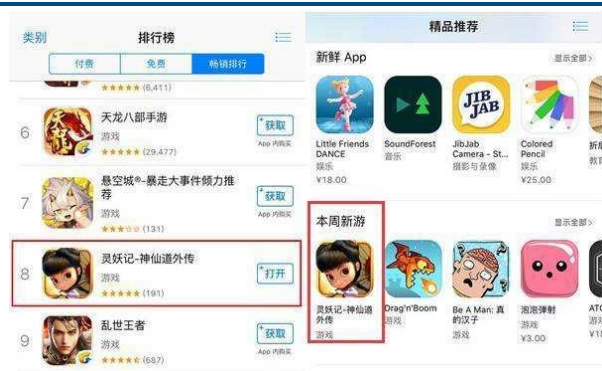 类别
排行榜
付费
免费
畅销排行
(6,411)
6
天龙八部手游
游戏
(29,477)
获取
App 内购买
7
悬空城®-暴走大事件倾力推
荐
游戏
(131)
获取
App 内购买
8
灵妖记-神仙道外传
游戏
(191)
打开
9
乱世王者
游戏
(687)
获取
App 内购买
精品推荐
新鲜 App
显示全部>
JIB
JAB
Little Friends
DANCE
娱乐
¥18.00
SoundForest
音乐
JibJab
Camera - St...
摄影与录像
Colored
Pencil
娱乐
¥25.00
本周新游
显示全部>
灵妖记-神仙道
外传
游戏
Drag'n'Boom
游戏
Be A Man: 真
的汉子
游戏
泡泡弹射
游戏
¥3.00